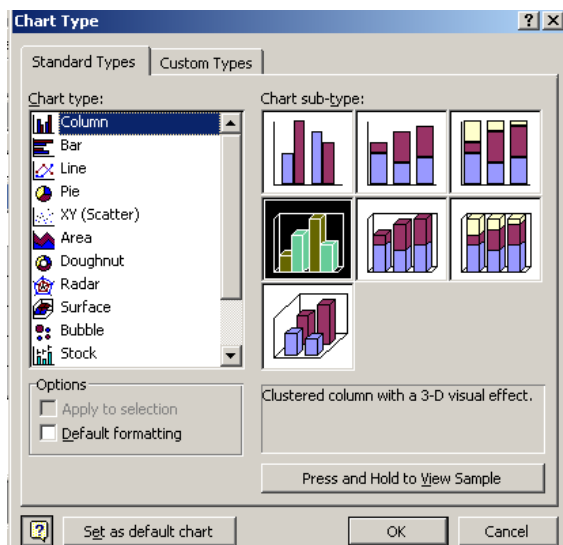 Chart Type
Standard Types
Custom Types
Chart type:
Column
Bar
Line
Pie
XY (Scatter)
Area
Doughnut
Radar
Surface
Bubble
Stock
Chart sub-type:
Options
Apply to selection
Default formatting
Clustered column with a 3-D visual effect.
Press and Hold to View Sample
Set as default chart
OK
Cancel